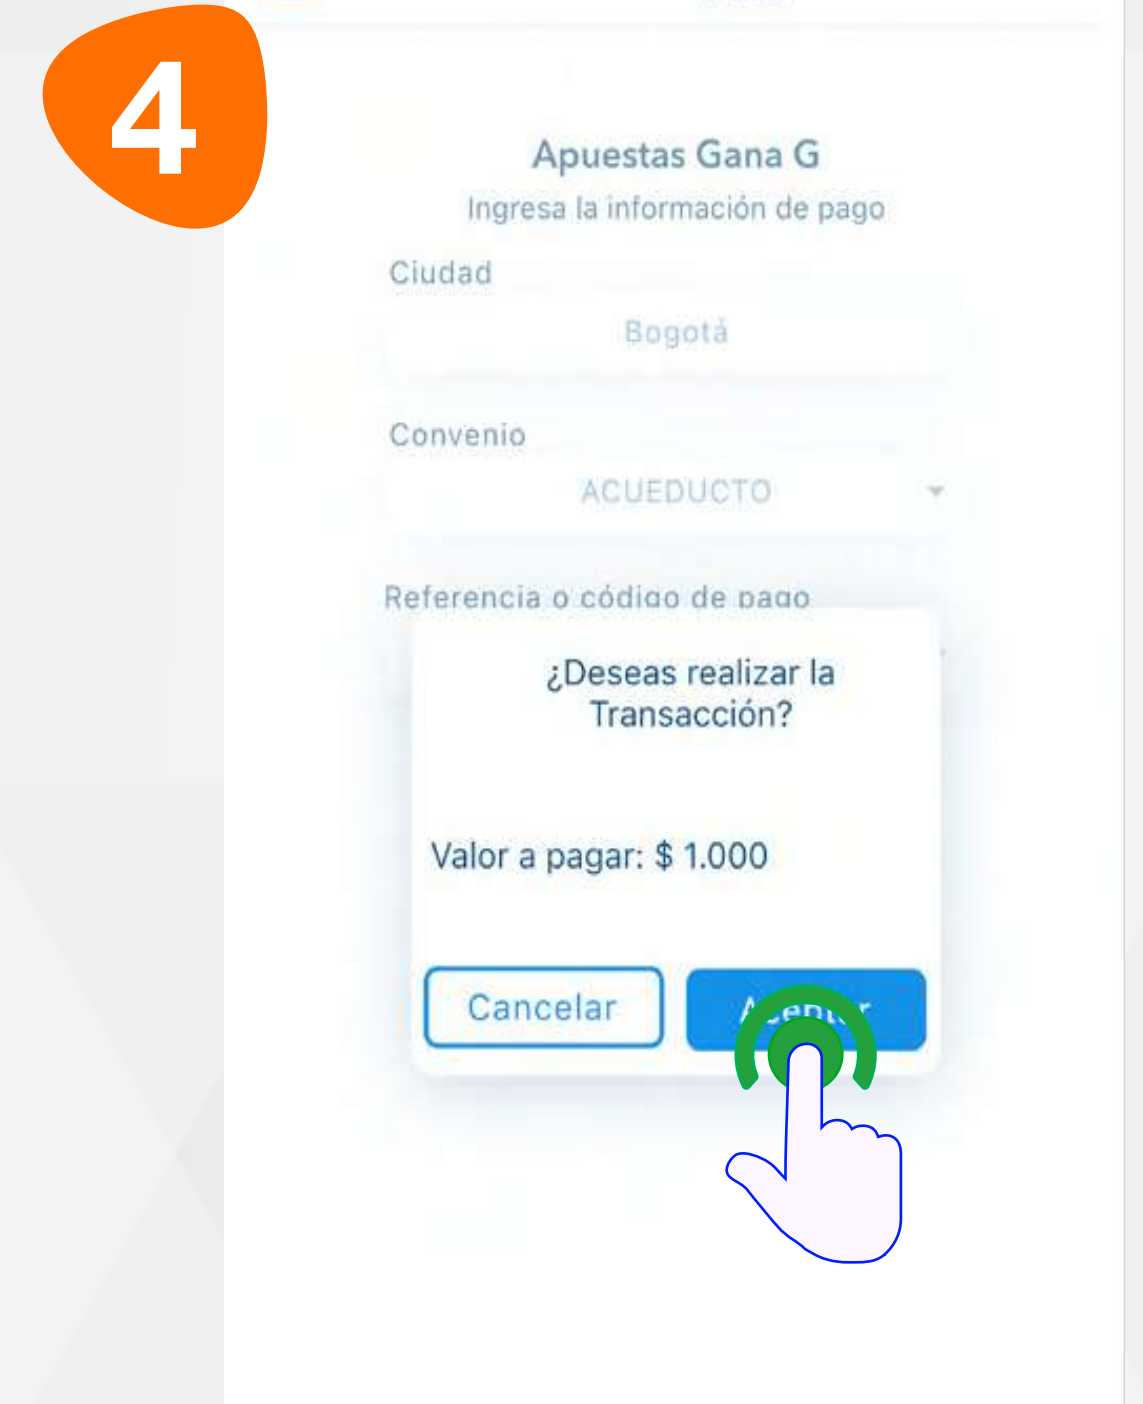 4
Apuestas Gana G
Ingresa la información de pago
Ciudad
Bogotá
Convenio
ACUEDUCTO
Referencia o código de pago
¿Deseas realizar la
Transacción?
Valor a pagar: $ 1.000
Cancelar
Aceptar